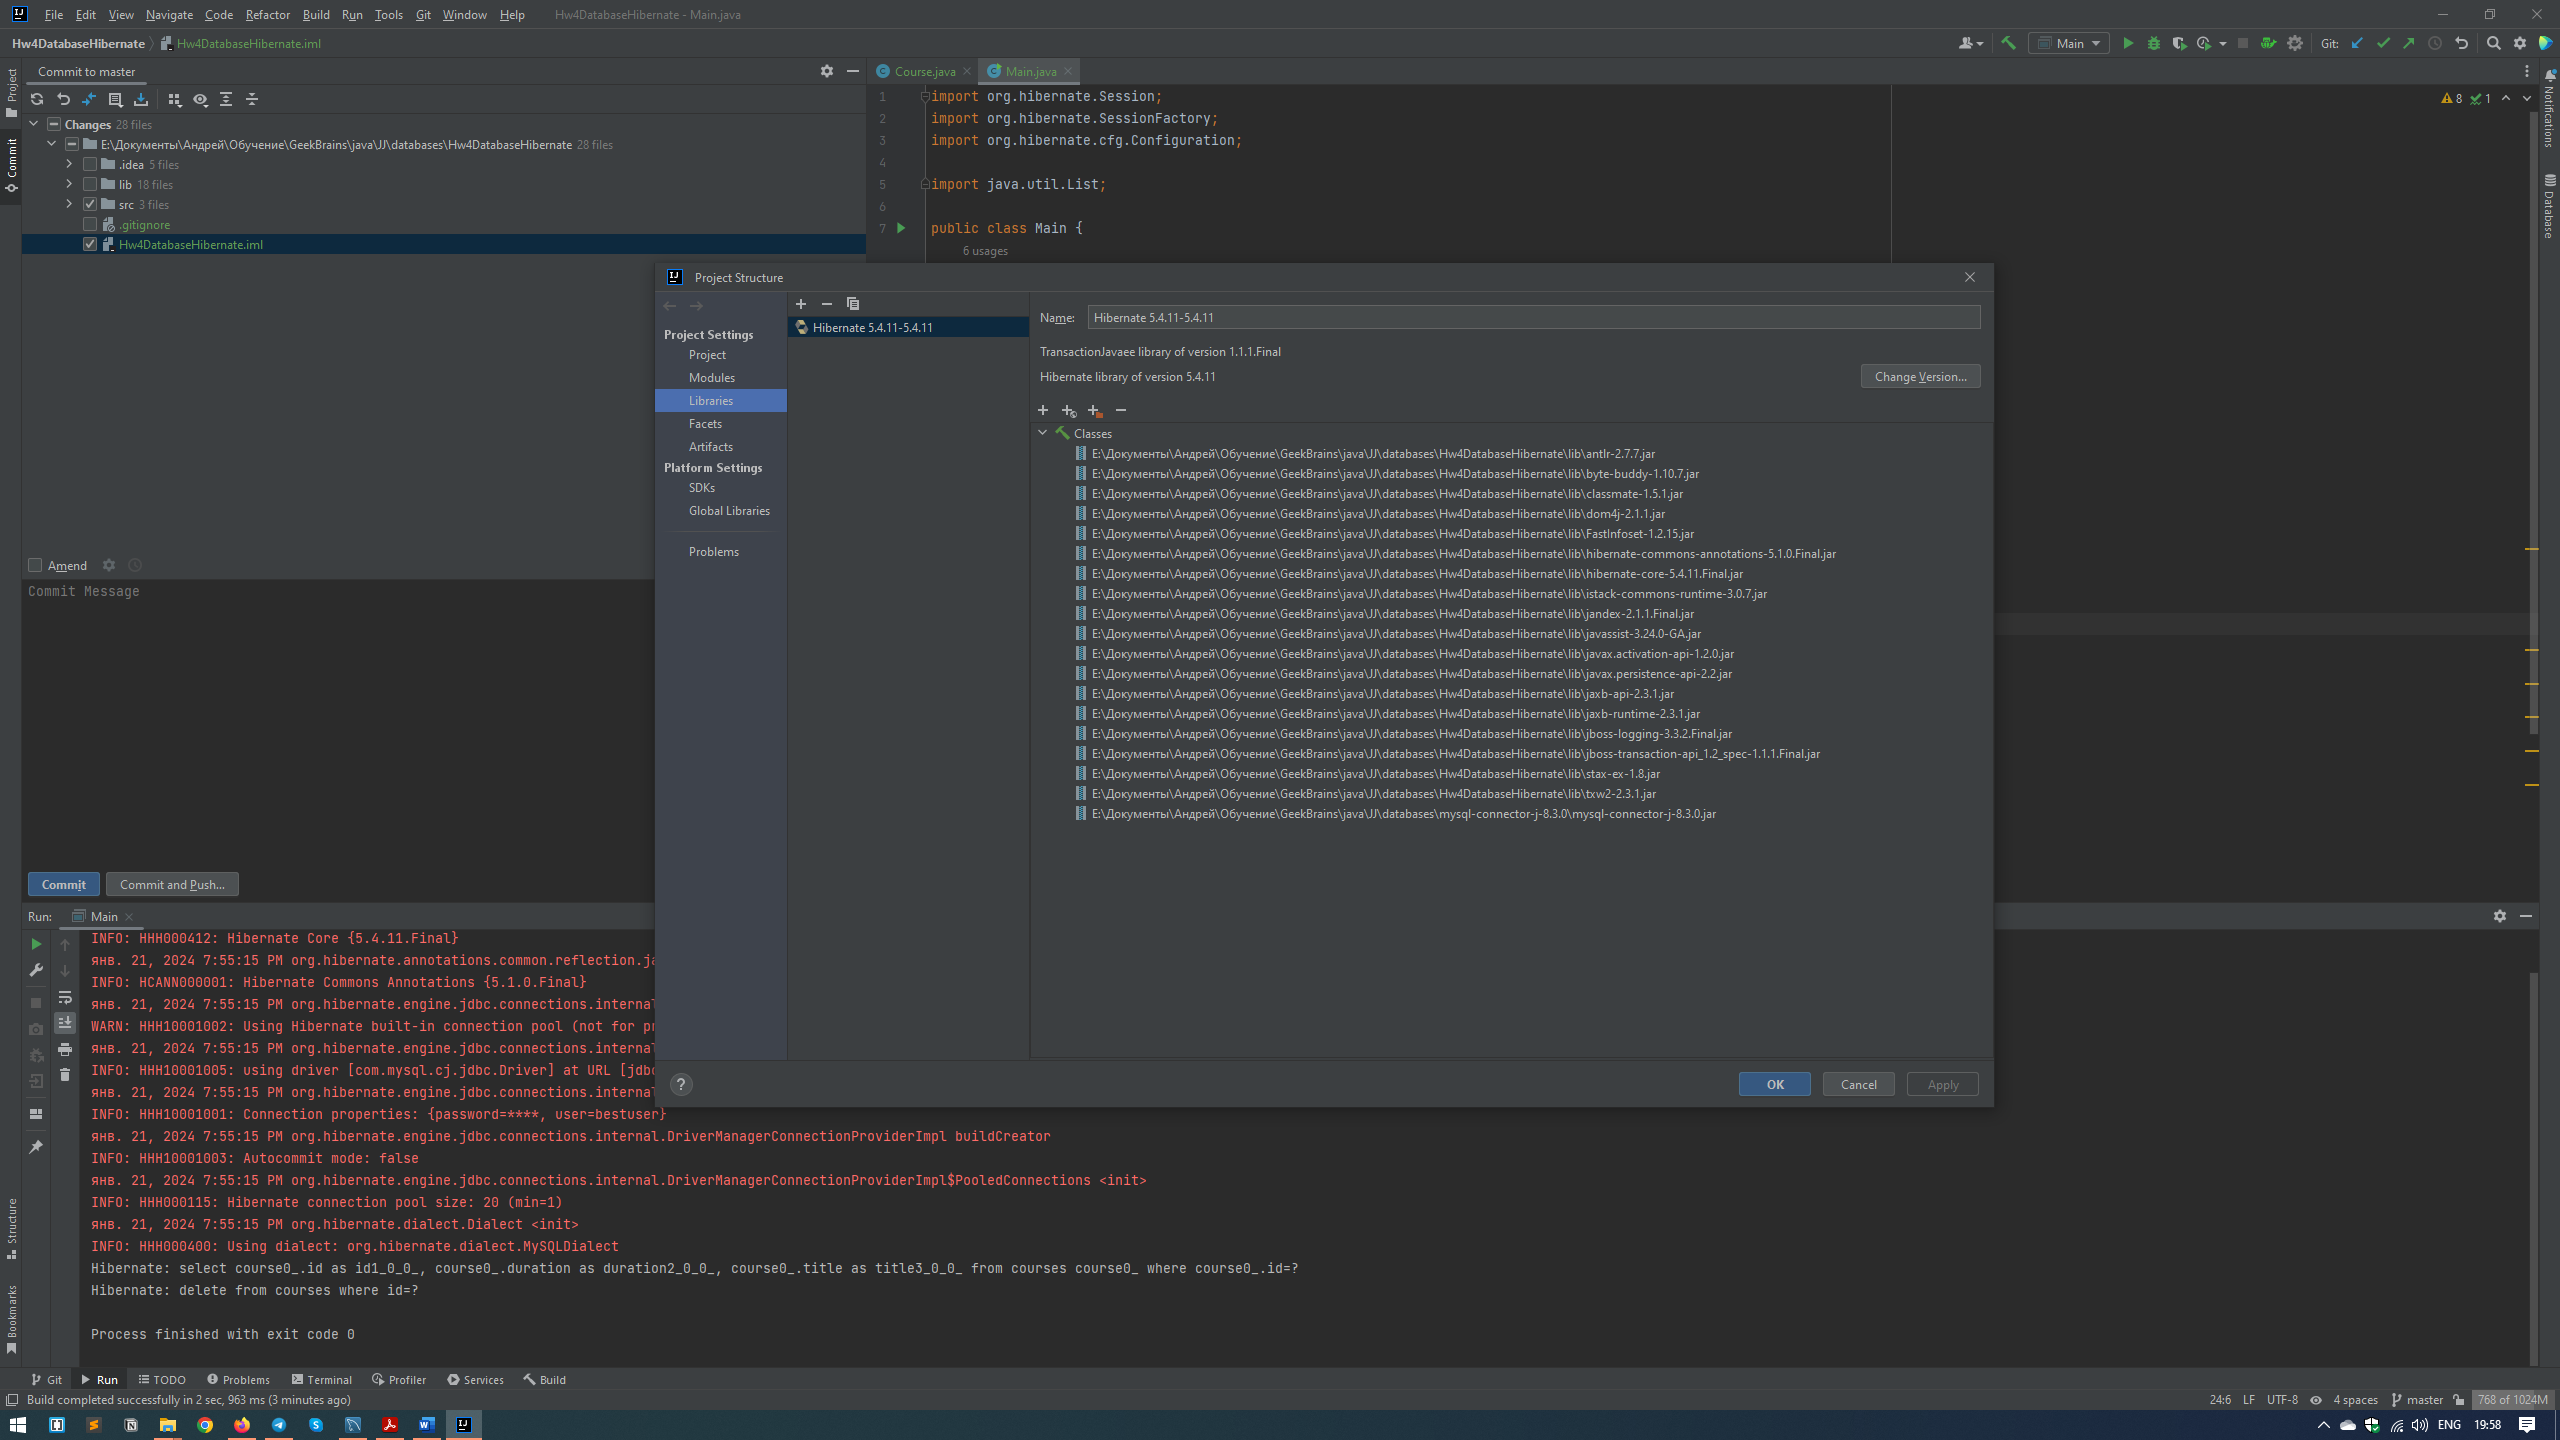 File Edit View Navigate Code Refactor Build Run Tools Git Window Help Hw4DatabaseHibernate - Main.java
Hw4DatabaseHibernate Hw4DatabaseHibernate.iml Main Git:
Project
Commit
Structure
Bookmarks
Commit to master
Changes 28 files
E:\Документы\Андрей\Обучение\GeekBrains\java\JJ\databases\Hw4DatabaseHibernate 28 files
.idea 5 files
lib 18 files
src 3 files
.gitignore
Hw4DatabaseHibernate.iml
Amend
Commit Message
Commit Commit and Push...
Course.java Main.java
8 1
1 import org.hibernate.Session;
2 import org.hibernate.SessionFactory;
3 import org.hibernate.cfg.Configuration;
4
5 import java.util.List;
6
7 public class Main {
6 usages
Notifications
Database
Project Structure
Project Settings
Project
Modules
Libraries
Facets
Artifacts
Platform Settings
SDKs
Global Libraries
Problems
Hibernate 5.4.11-5.4.11
Name: Hibernate 5.4.11-5.4.11
TransactionJavaee library of version 1.1.1.Final
Hibernate library of version 5.4.11
Change Version...
Classes
E:\Документы\Андрей\Обучение\GeekBrains\java\JJ\databases\Hw4DatabaseHibernate\lib\antlr-2.7.7.jar
E:\Документы\Андрей\Обучение\GeekBrains\java\JJ\databases\Hw4DatabaseHibernate\lib\byte-buddy-1.10.7.jar
E:\Документы\Андрей\Обучение\GeekBrains\java\JJ\databases\Hw4DatabaseHibernate\lib\classmate-1.5.1.jar
E:\Документы\Андрей\Обучение\GeekBrains\java\JJ\databases\Hw4DatabaseHibernate\lib\dom4j-2.1.1.jar
E:\Документы\Андрей\Обучение\GeekBrains\java\JJ\databases\Hw4DatabaseHibernate\lib\FastInfoset-1.2.15.jar
E:\Документы\Андрей\Обучение\GeekBrains\java\JJ\databases\Hw4DatabaseHibernate\lib\hibernate-commons-annotations-5.1.0.Final.jar
E:\Документы\Андрей\Обучение\GeekBrains\java\JJ\databases\Hw4DatabaseHibernate\lib\hibernate-core-5.4.11.Final.jar
E:\Документы\Андрей\Обучение\GeekBrains\java\JJ\databases\Hw4DatabaseHibernate\lib\istack-commons-runtime-3.0.7.jar
E:\Документы\Андрей\Обучение\GeekBrains\java\JJ\databases\Hw4DatabaseHibernate\lib\jandex-2.1.1.Final.jar
E:\Документы\Андрей\Обучение\GeekBrains\java\JJ\databases\Hw4DatabaseHibernate\lib\javassist-3.24.0-GA.jar
E:\Документы\Андрей\Обучение\GeekBrains\java\JJ\databases\Hw4DatabaseHibernate\lib\javax.activation-api-1.2.0.jar
E:\Документы\Андрей\Обучение\GeekBrains\java\JJ\databases\Hw4DatabaseHibernate\lib\javax.persistence-api-2.2.jar
E:\Документы\Андрей\Обучение\GeekBrains\java\JJ\databases\Hw4DatabaseHibernate\lib\jaxb-api-2.3.1.jar
E:\Документы\Андрей\Обучение\GeekBrains\java\JJ\databases\Hw4DatabaseHibernate\lib\jaxb-runtime-2.3.1.jar
E:\Документы\Андрей\Обучение\GeekBrains\java\JJ\databases\Hw4DatabaseHibernate\lib\jboss-logging-3.3.2.Final.jar
E:\Документы\Андрей\Обучение\GeekBrains\java\JJ\databases\Hw4DatabaseHibernate\lib\jboss-transaction-api_1.2_spec-1.1.1.Final.jar
E:\Документы\Андрей\Обучение\GeekBrains\java\JJ\databases\Hw4DatabaseHibernate\lib\stax-ex-1.8.jar
E:\Документы\Андрей\Обучение\GeekBrains\java\JJ\databases\Hw4DatabaseHibernate\lib\txw2-2.3.1.jar
E:\Документы\Андрей\Обучение\GeekBrains\java\JJ\databases\mysql-connector-j-8.3.0\mysql-connector-j-8.3.0.jar
? OK Cancel Apply
Run: Main
INFO: HHH000412: Hibernate Core {5.4.11.Final}
янв. 21, 2024 7:55:15 PM org.hibernate.annotations.common.reflection.ja
INFO: HCANN000001: Hibernate Commons Annotations {5.1.0.Final}
янв. 21, 2024 7:55:15 PM org.hibernate.engine.jdbc.connections.internal
WARN: HHH10001002: Using Hibernate built-in connection pool (not for pr
янв. 21, 2024 7:55:15 PM org.hibernate.engine.jdbc.connections.internal
INFO: HHH10001005: using driver [com.mysql.cj.jdbc.Driver] at URL [jdbc
янв. 21, 2024 7:55:15 PM org.hibernate.engine.jdbc.connections.internal
INFO: HHH10001001: Connection properties: {password=****, user=bestuser}
янв. 21, 2024 7:55:15 PM org.hibernate.engine.jdbc.connections.internal.DriverManagerConnectionProviderImpl buildCreator
INFO: HHH10001003: Autocommit mode: false
янв. 21, 2024 7:55:15 PM org.hibernate.engine.jdbc.connections.internal.DriverManagerConnectionProviderImpl$PooledConnections <init>
INFO: HHH000115: Hibernate connection pool size: 20 (min=1)
янв. 21, 2024 7:55:15 PM org.hibernate.dialect.Dialect <init>
INFO: HHH000400: Using dialect: org.hibernate.dialect.MySQLDialect
Hibernate: select course0_.id as id1_0_0_, course0_.duration as duration2_0_0_, course0_.title as title3_0_0_ from courses course0_ where course0_.id=?
Hibernate: delete from courses where id=?
Process finished with exit code 0
Git Run TODO Problems Terminal Profiler Services Build
Build completed successfully in 2 sec, 963 ms (3 minutes ago) 24:6 LF UTF-8 4 spaces master 768 of 1024M
ENG 19:58